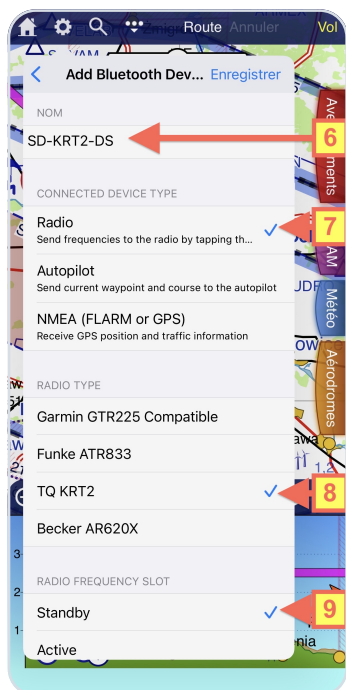 Route Annuler Vol
Add Bluetooth Dev... Enregistrer
NOM
SD-KRT2-DS
6
CONNECTED DEVICE TYPE
Radio
7
Send frequencies to the radio by tapping th...
Autopilot
Send current waypoint and course to the autopilot
NMEA (FLARM or GPS)
Receive GPS position and traffic information
RADIO TYPE
Garmin GTR225 Compatible
Funke ATR833
TQ KRT2
8
Becker AR620X
RADIO FREQUENCY SLOT
Standby
9
Active
Météo
Aérodromes
3
2
1